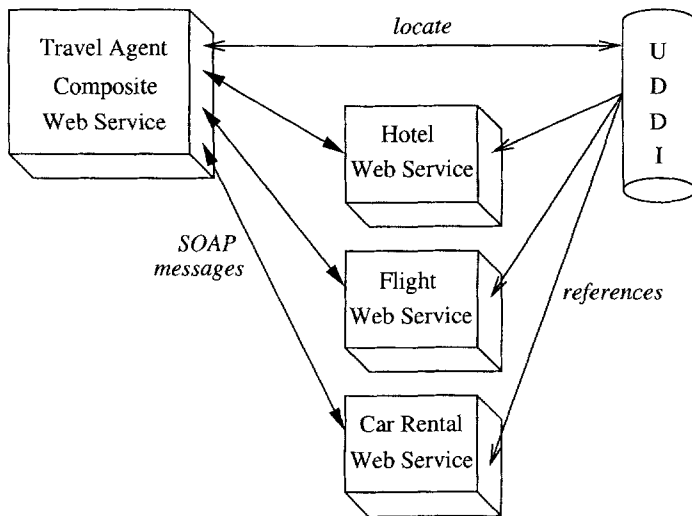 Travel Agent
Composite
Web Service
locate
U
D
D
I
Hotel
Web Service
SOAP
messages
Flight
Web Service
references
Car Rental
Web Service